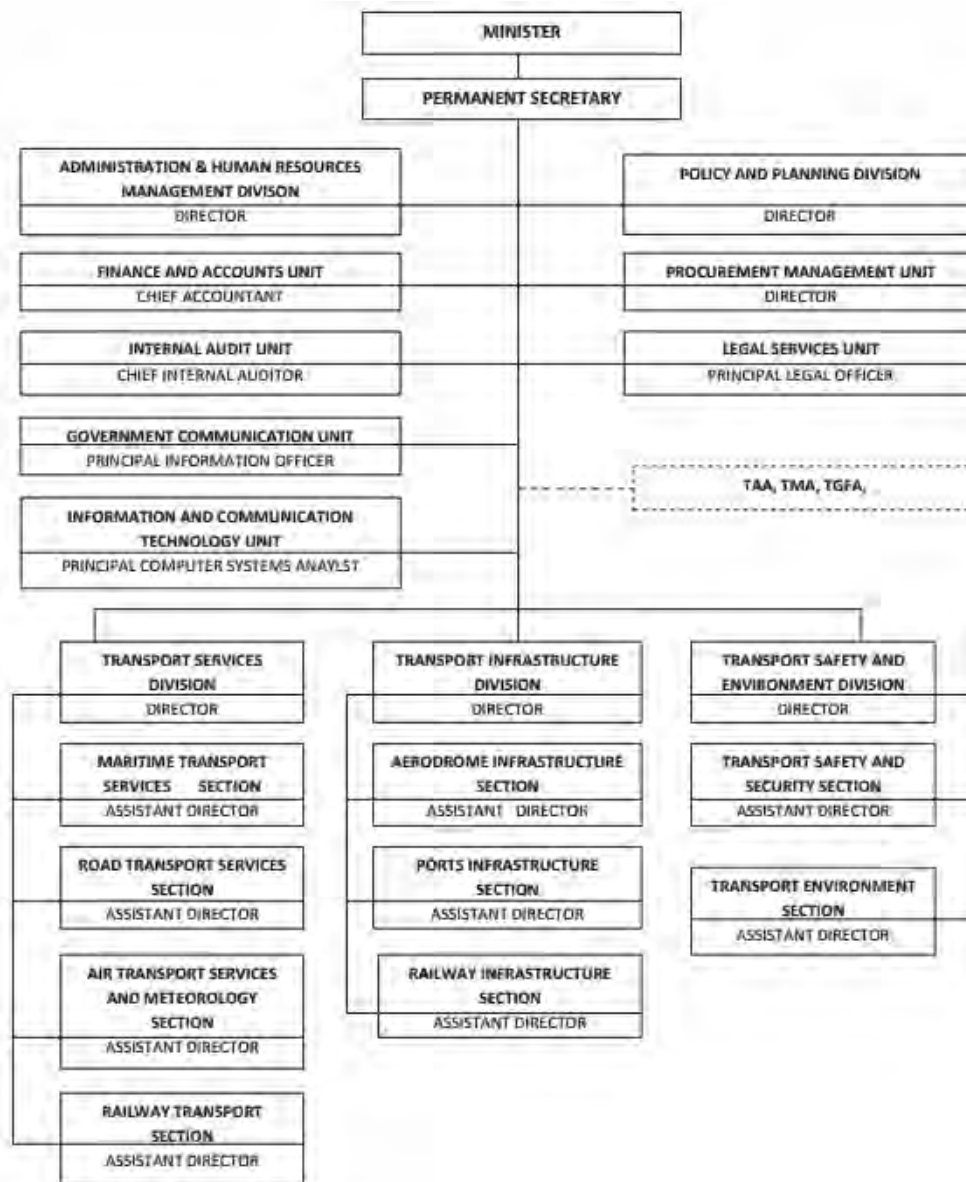 MINISTER
PERMANENT SECRETARY
ADMINISTRATION & HUMAN RESOURCES
MANAGEMENT DIVISON
DIRECTOR
POLICY AND PLANNING DIVISION
DIRECTOR
FINANCE AND ACCOUNTS UNIT
CHIEF ACCOUNTANT
PROCUREMENT MANAGEMENT UNIT
DIRECTOR
INTERNAL AUDIT UNIT
CHIEF INTERNAL AUDITOR
LEGAL SERVICES UNIT
PRINCIPAL LEGAL OFFICER
GOVERNMENT COMMUNICATION UNIT
PRINCIPAL INFORMATION OFFICER
TAA, TMA, TGFA,
INFORMATION AND COMMUNICATION
TECHNOLOGY UNIT
PRINCIPAL COMPUTER SYSTEMS ANAYLST
TRANSPORT SERVICES
DIVISION
DIRECTOR
MARITIME TRANSPORT
SERVICES SECTION
ASSISTANT DIRECTOR
ROAD TRANSPORT SERVICES
SECTION
ASSISTANT DIRECTOR
AIR TRANSPORT SERVICES
AND METEOROLOGY
SECTION
ASSISTANT DIRECTOR
RAILWAY TRANSPORT
SECTION
ASSISTANT DIRECTOR
TRANSPORT INFRASTRUCTURE
DIVISION
DIRECTOR
AERODROME INFRASTRUCTURE
SECTION
ASSISTANT DIRECTOR
PORTS INFRASTRUCTURE
SECTION
ASSISTANT DIRECTOR
RAILWAY INFRASTRUCTURE
SECTION
ASSISTANT DIRECTOR
TRANSPORT SAFETY AND
ENVIRONMENT DIVISION
DIRECTOR
TRANSPORT SAFETY AND
SECURITY SECTION
ASSISTANT DIRECTOR
TRANSPORT ENVIRONMENT
SECTION
ASSISTANT DIRECTOR